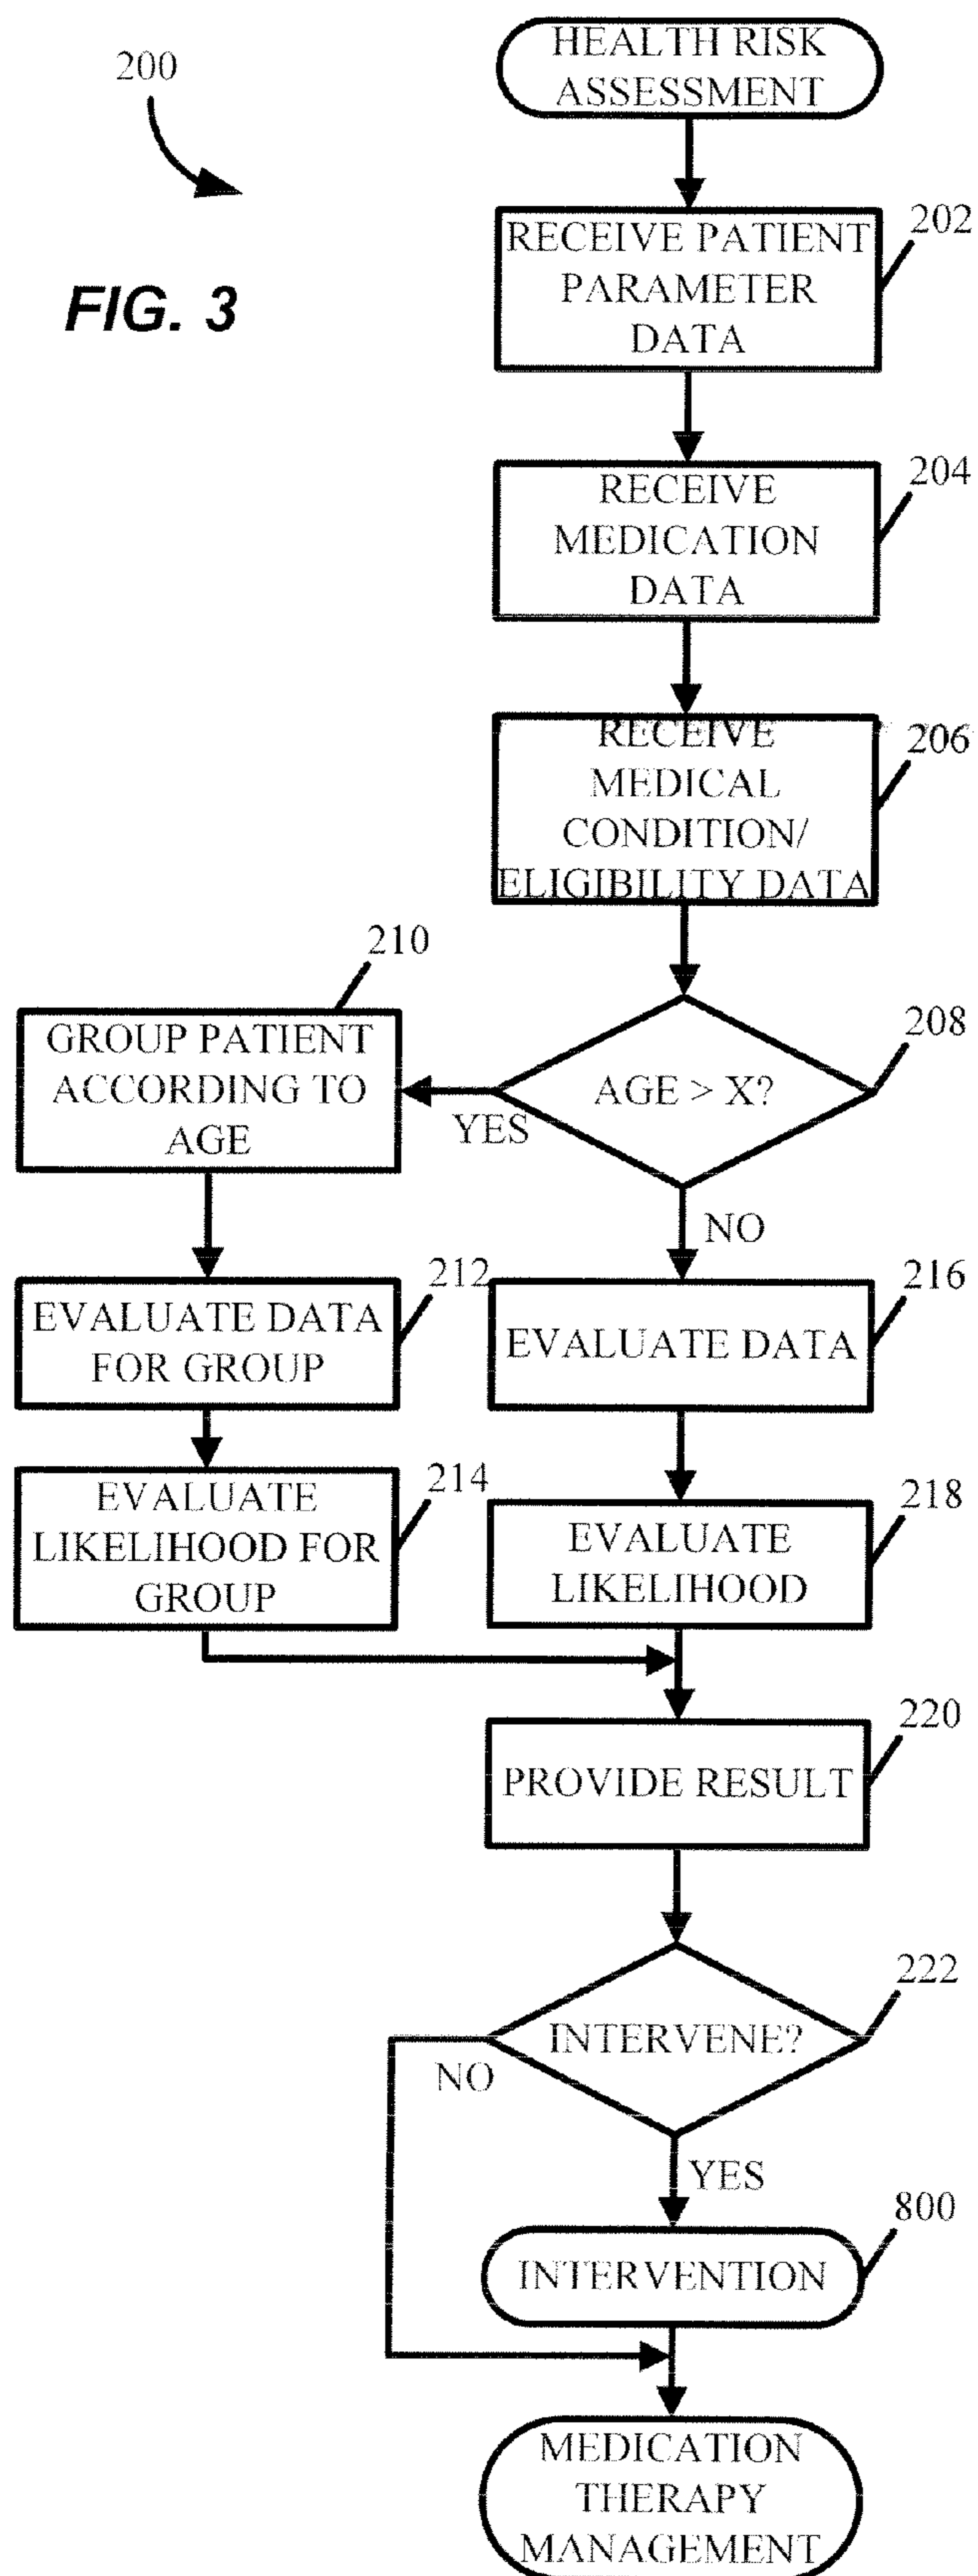 HEALTH RISK
ASSESSMENT
200
FIG. 3
RECEIVE PATIENT
PARAMETER
DATA
202
RECEIVE
MEDICATION
DATA
204
RECEIVE
MEDICAL
CONDITION/
ELIGIBILITY DATA
206
AGE > X?
208
YES
NO
GROUP PATIENT
ACCORDING TO
AGE
210
EVALUATE DATA
FOR GROUP
212
EVALUATE
LIKELIHOOD FOR
GROUP
214
EVALUATE DATA
216
EVALUATE
LIKELIHOOD
218
PROVIDE RESULT
220
INTERVENE?
222
NO
YES
INTERVENTION
800
MEDICATION
THERAPY
MANAGEMENT